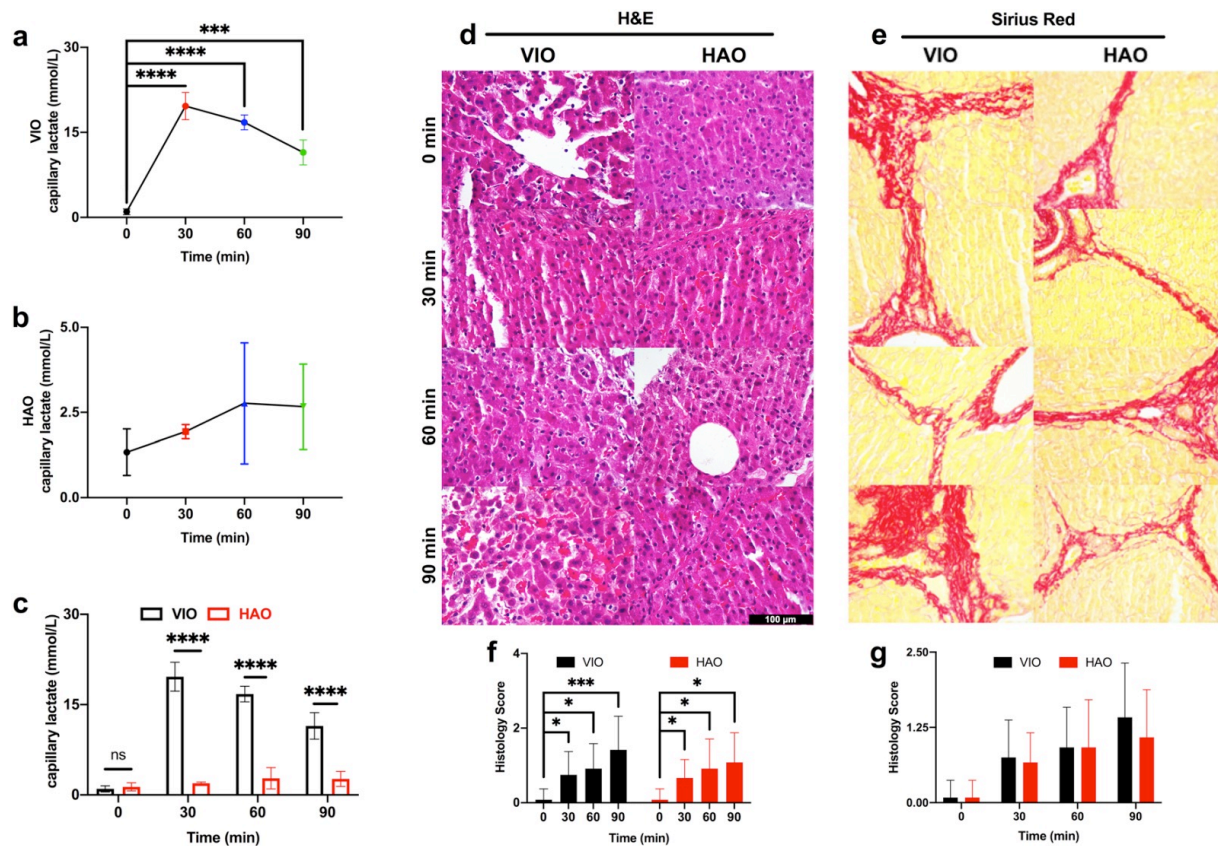 a
***
****
****
30
15
0
VIO
capillary lactate (mmol/L)
0 30 60 90
Time (min)
b
5.0
2.5
0.0
HAO
capillary lactate (mmol/L)
0 30 60 90
Time (min)
c
VIO HAO
30
15
0
capillary lactate (mmol/L)
ns
****
****
****
0 30 60 90
Time (min)
d
H&E
VIO HAO
0 min
30 min
60 min
90 min
100 μm
e
Sirius Red
VIO HAO
f
VIO HAO
4
2
0
Histology Score
***
*
*
*
*
*
0 30 60 90 0 30 60 90
Time (min)
g
VIO HAO
2.50
1.25
0.00
Histology Score
0 30 60 90
Time (min)